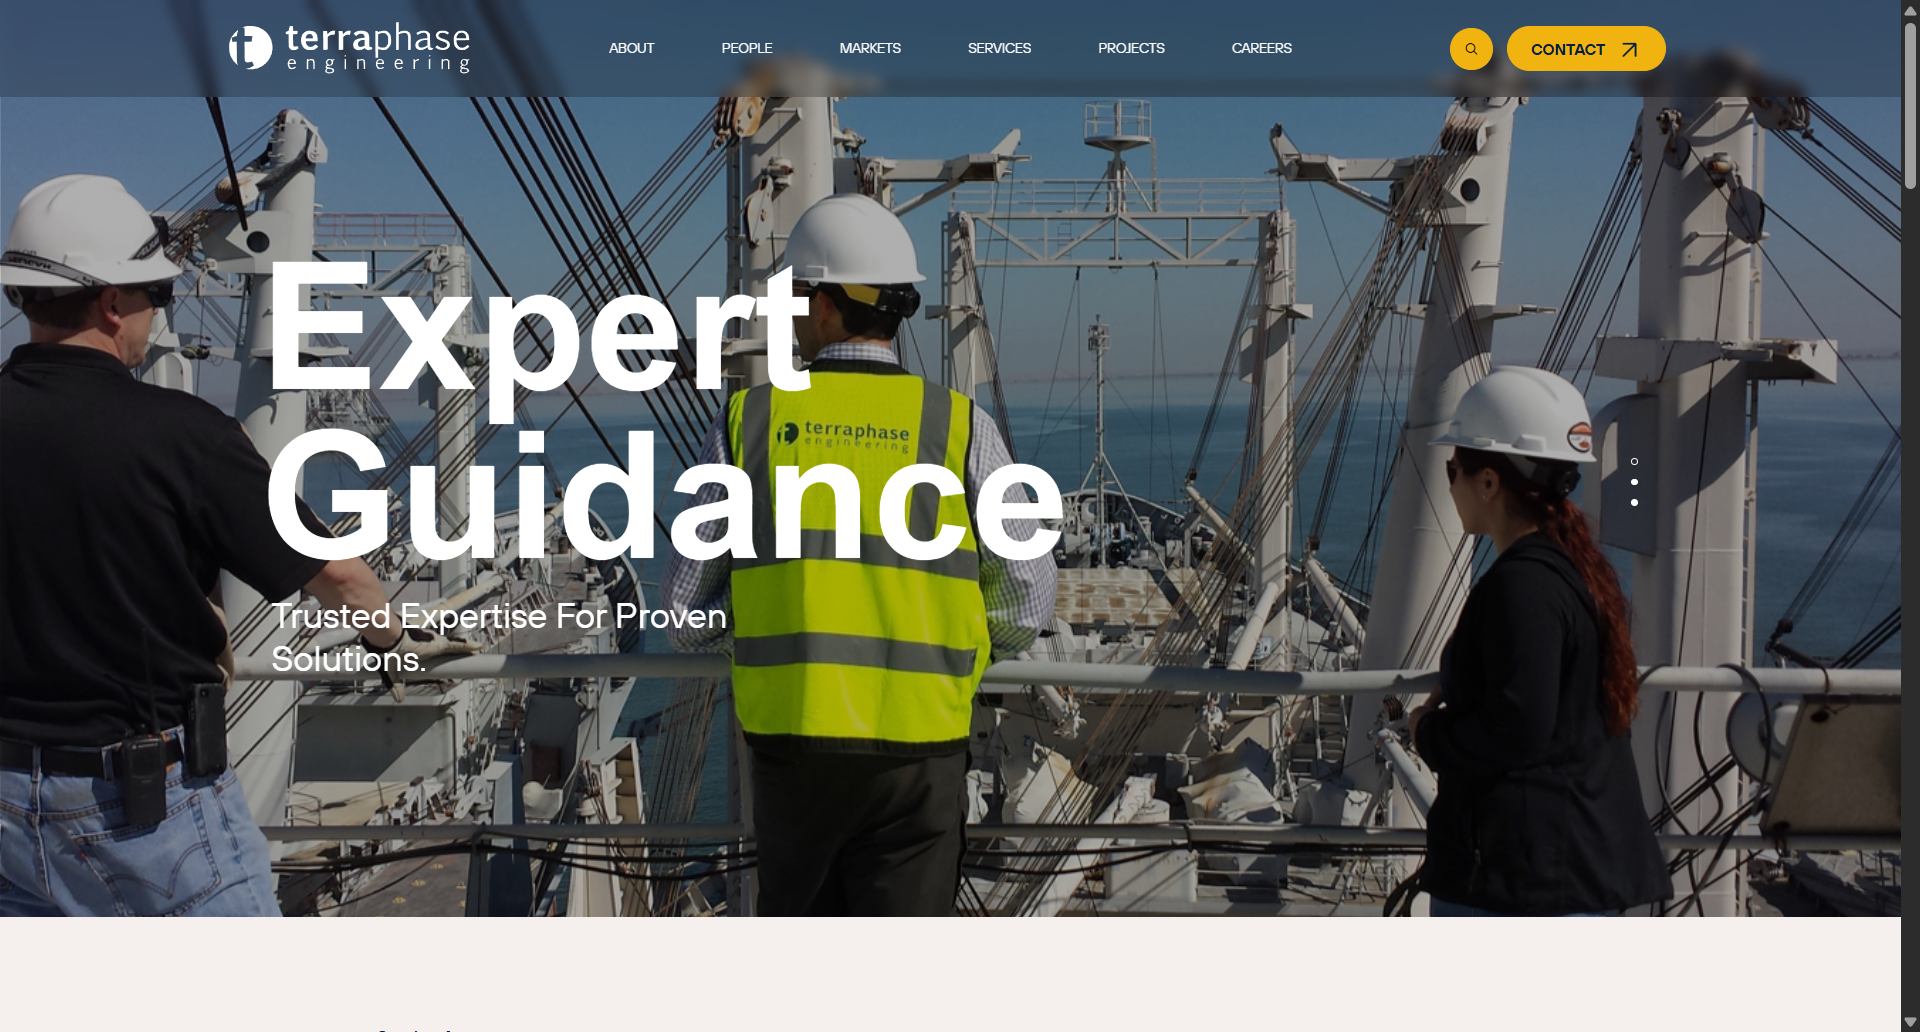 terraphase
engineering
ABOUT
PEOPLE
MARKETS
SERVICES
PROJECTS
CAREERS
CONTACT
Expert
Guidance
terraphase
engineering
Trusted Expertise For Proven
Solutions.